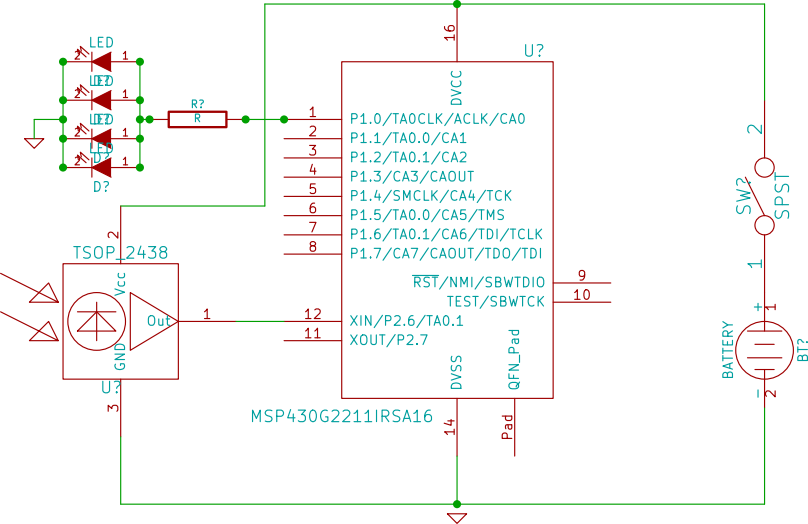 LED
2 1
LED
D?
2 1
LED
D?
2 1
LED
D?
2 1
D?
R?
R
16
U?
DVCC
1 P1.0/TA0CLK/ACLK/CA0
2 P1.1/TA0.0/CA1
3 P1.2/TA0.1/CA2
4 P1.3/CA3/CAOUT
5 P1.4/SMCLK/CA4/TCK
6 P1.5/TA0.0/CA5/TMS
7 P1.6/TA0.1/CA6/TDI/TCLK
8 P1.7/CA7/CAOUT/TDO/TDI
RST/NMI/SBWTDIO 9
TEST/SBWTCK 10
12 XIN/P2.6/TA0.1
11 XOUT/P2.7
DVSS
QFN_Pad
14
Pad
MSP430G2211IRSA16
2
TSOP_2438
Vcc
Out 1
GND
U?
3
2
SW?
SPST
1
+ 1
BATTERY
BT?
- 2